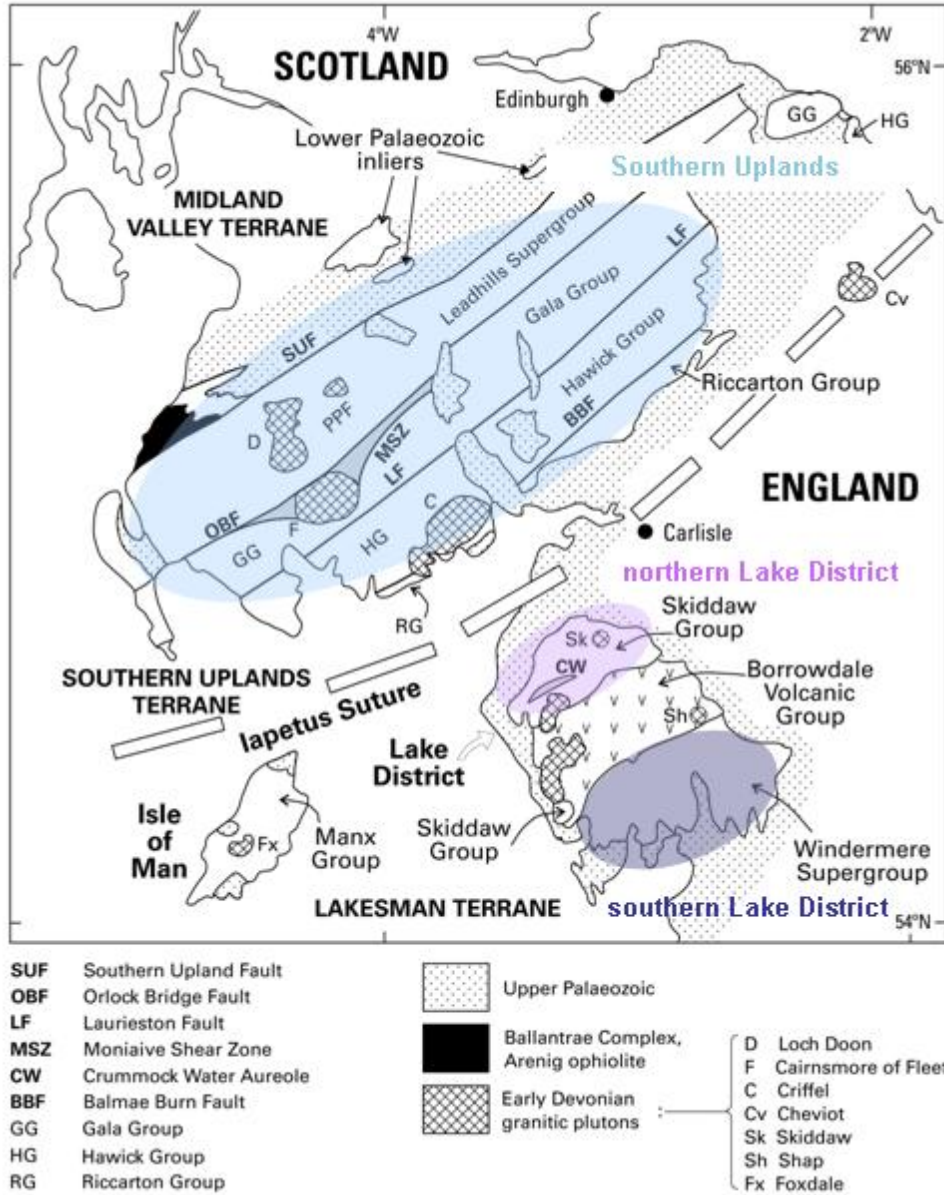 4°W
2°W
SCOTLAND
56°N
Edinburgh
GG
HG
Lower Palaeozoic
inliers
Southern Uplands
MIDLAND
VALLEY TERRANE
LF
Leadhills Supergroup
Gala Group
Cv
SUF
Hawick Group
Riccarton Group
PPF
D
MSZ
BBF
LF
ENGLAND
OBF
F
C
Carlisle
GG
HG
northern Lake District
RG
Skiddaw
Group
Sk
CW
SOUTHERN UPLANDS
TERRANE
Iapetus Suture
Borrowdale
Volcanic
Group
Sh
Lake
District
Isle
of
Man
Fx
Manx
Group
Skiddaw
Group
Windermere
Supergroup
LAKESMAN TERRANE
southern Lake District
54°N
4°W
2°W
SUF Southern Upland Fault
OBF Orlock Bridge Fault
LF Laurieston Fault
MSZ Moniaive Shear Zone
CW Crummock Water Aureole
BBF Balmae Burn Fault
GG Gala Group
HG Hawick Group
RG Riccarton Group
Upper Palaeozoic
Ballantrae Complex,
Arenig ophiolite
Early Devonian
granitic plutons
:
D Loch Doon
F Cairnsmore of Fleet
C Criffel
Cv Cheviot
Sk Skiddaw
Sh Shap
Fx Foxdale